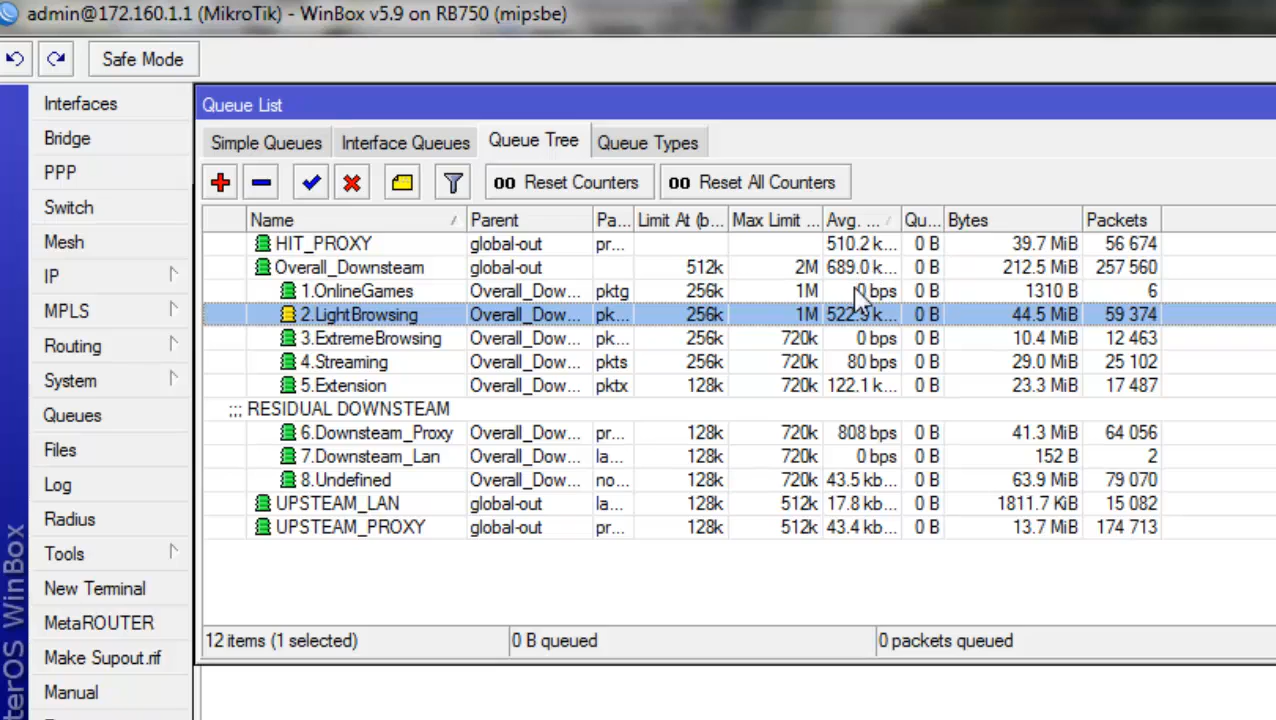 admin@172.160.1.1 (MikroTik) - WinBox v5.9 on RB750 (mipsbe)
Safe Mode
Interfaces
Bridge
PPP
Switch
Mesh
IP
MPLS
Routing
System
Queues
Files
Log
Radius
Tools
New Terminal
MetaROUTER
Make Supout.rif
Manual
terOS WinBox
Queue List
Simple Queues Interface Queues Queue Tree Queue Types
00 Reset Counters 00 Reset All Counters
Name Parent Pa... Limit At (b... Max Limit ... Avg. ... Qu... Bytes Packets
HIT_PROXY global-out pr... 510.2 k... 0 B 39.7 MiB 56 674
Overall_Downsteam global-out 512k 2M 689.0 k... 0 B 212.5 MiB 257 560
1.OnlineGames Overall_Dow... pktg 256k 1M 0 bps 0 B 1310 B 6
2.LightBrowsing Overall_Dow... pk... 256k 1M 522.9 k... 0 B 44.5 MiB 59 374
3.ExtremeBrowsing Overall_Dow... pk... 256k 720k 0 bps 0 B 10.4 MiB 12 463
4.Streaming Overall_Dow... pkts 256k 720k 80 bps 0 B 29.0 MiB 25 102
5.Extension Overall_Dow... pktx 128k 720k 122.1 k... 0 B 23.3 MiB 17 487
;;; RESIDUAL DOWNSTEAM
6.Downsteam_Proxy Overall_Dow... pr... 128k 720k 808 bps 0 B 41.3 MiB 64 056
7.Downsteam_Lan Overall_Dow... la... 128k 720k 0 bps 0 B 152 B 2
8.Undefined Overall_Dow... no... 128k 720k 43.5 kb... 0 B 63.9 MiB 79 070
UPSTEAM_LAN global-out la... 128k 512k 17.8 kb... 0 B 1811.7 KiB 15 082
UPSTEAM_PROXY global-out pr... 128k 512k 43.4 kb... 0 B 13.7 MiB 174 713
12 items (1 selected) 0 B queued 0 packets queued